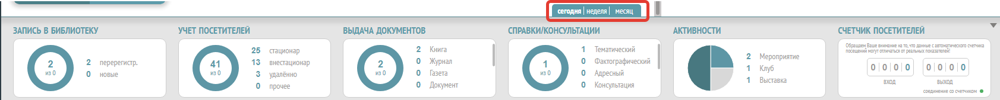 сегодня неделя месяц
ЗАПИСЬ В БИБЛИОТЕКУ
2
из 0
2 перерегистр.
0 новые
УЧЕТ ПОСЕТИТЕЛЕЙ
41
из 0
25 стационар
13 внестационар
3 удалённо
0 прочее
ВЫДАЧА ДОКУМЕНТОВ
2
из 0
2 Книга
0 Журнал
0 Газета
0 Документ
СПРАВКИ/КОНСУЛЬТАЦИИ
1
из 0
1 Тематический
0 Фактографический
0 Адресный
0 Консультация
АКТИВНОСТИ
2 Мероприятие
1 Клуб
1 Выставка
СЧЕТЧИК ПОСЕТИТЕЛЕЙ
Обращаем Ваше внимание на то, что данные с автоматического счетчика
посещений могут отличаться от реальных показателей!
0 0 0 0
ВХОД
0 0 0 0
ВЫХОД
соединение со счетчиком